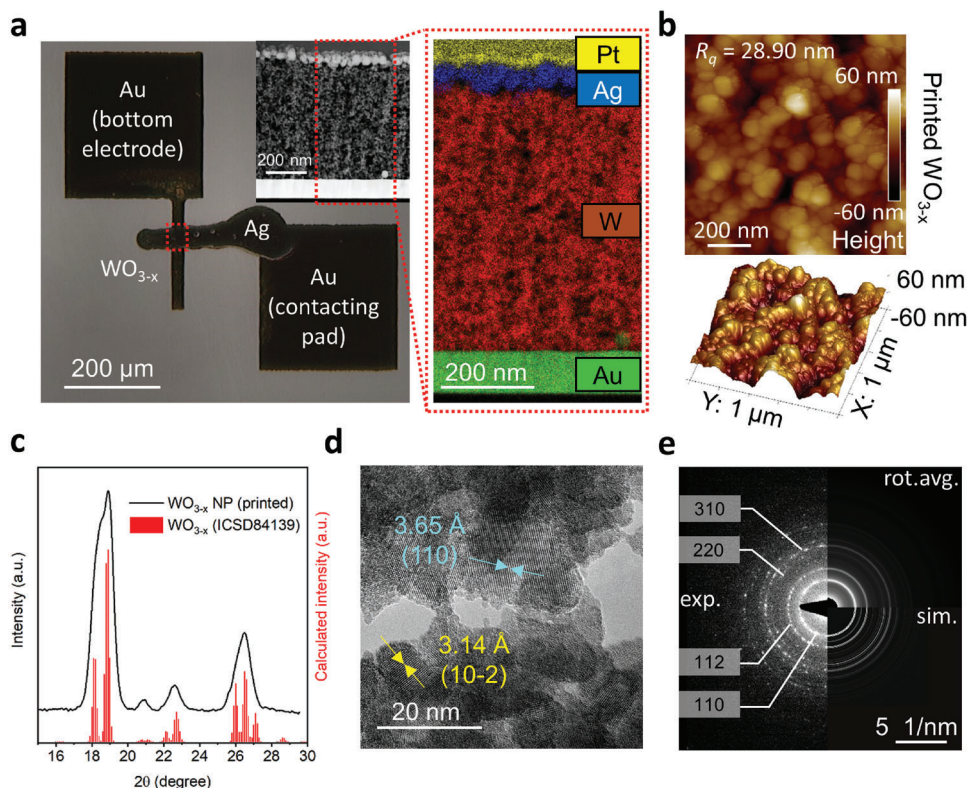 a
Au
(bottom
electrode)
200 nm
Ag
WO3-x
Au
(contacting
pad)
200 µm
Pt
Ag
W
200 nm
Au
b
Rq = 28.90 nm
60 nm
-60 nm
200 nm
Height
Printed WO3-x
60 nm
-60 nm
Y: 1 µm
X: 1 µm
c
WO3-x NP (printed)
WO3-x (ICSD84139)
Intensity (a.u.)
Calculated intensity (a.u.)
16 18 20 22 24 26 28 30
2θ (degree)
d
3.65 Å
(110)
3.14 Å
(10-2)
20 nm
e
rot.avg.
310
220
exp.
sim.
112
110
5 1/nm